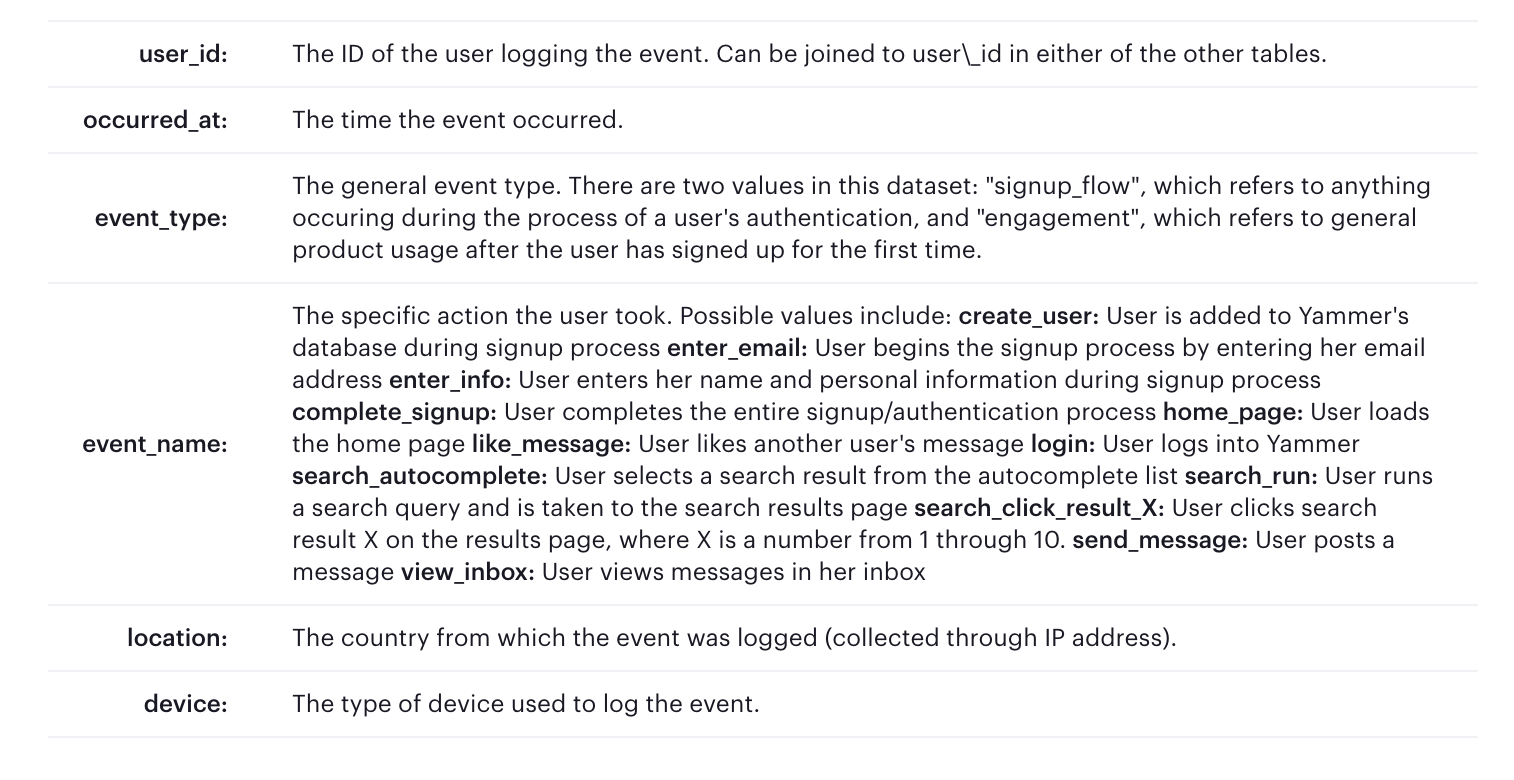 user_id: The ID of the user logging the event. Can be joined to user\_id in either of the other tables.
occurred_at: The time the event occurred.
event_type: The general event type. There are two values in this dataset: "signup_flow", which refers to anything
occuring during the process of a user's authentication, and "engagement", which refers to general
product usage after the user has signed up for the first time.
event_name: The specific action the user took. Possible values include: create_user: User is added to Yammer's
database during signup process enter_email: User begins the signup process by entering her email
address enter_info: User enters her name and personal information during signup process
complete_signup: User completes the entire signup/authentication process home_page: User loads
the home page like_message: User likes another user's message login: User logs into Yammer
search_autocomplete: User selects a search result from the autocomplete list search_run: User runs
a search query and is taken to the search results page search_click_result_X: User clicks search
result X on the results page, where X is a number from 1 through 10. send_message: User posts a
message view_inbox: User views messages in her inbox
location: The country from which the event was logged (collected through IP address).
device: The type of device used to log the event.